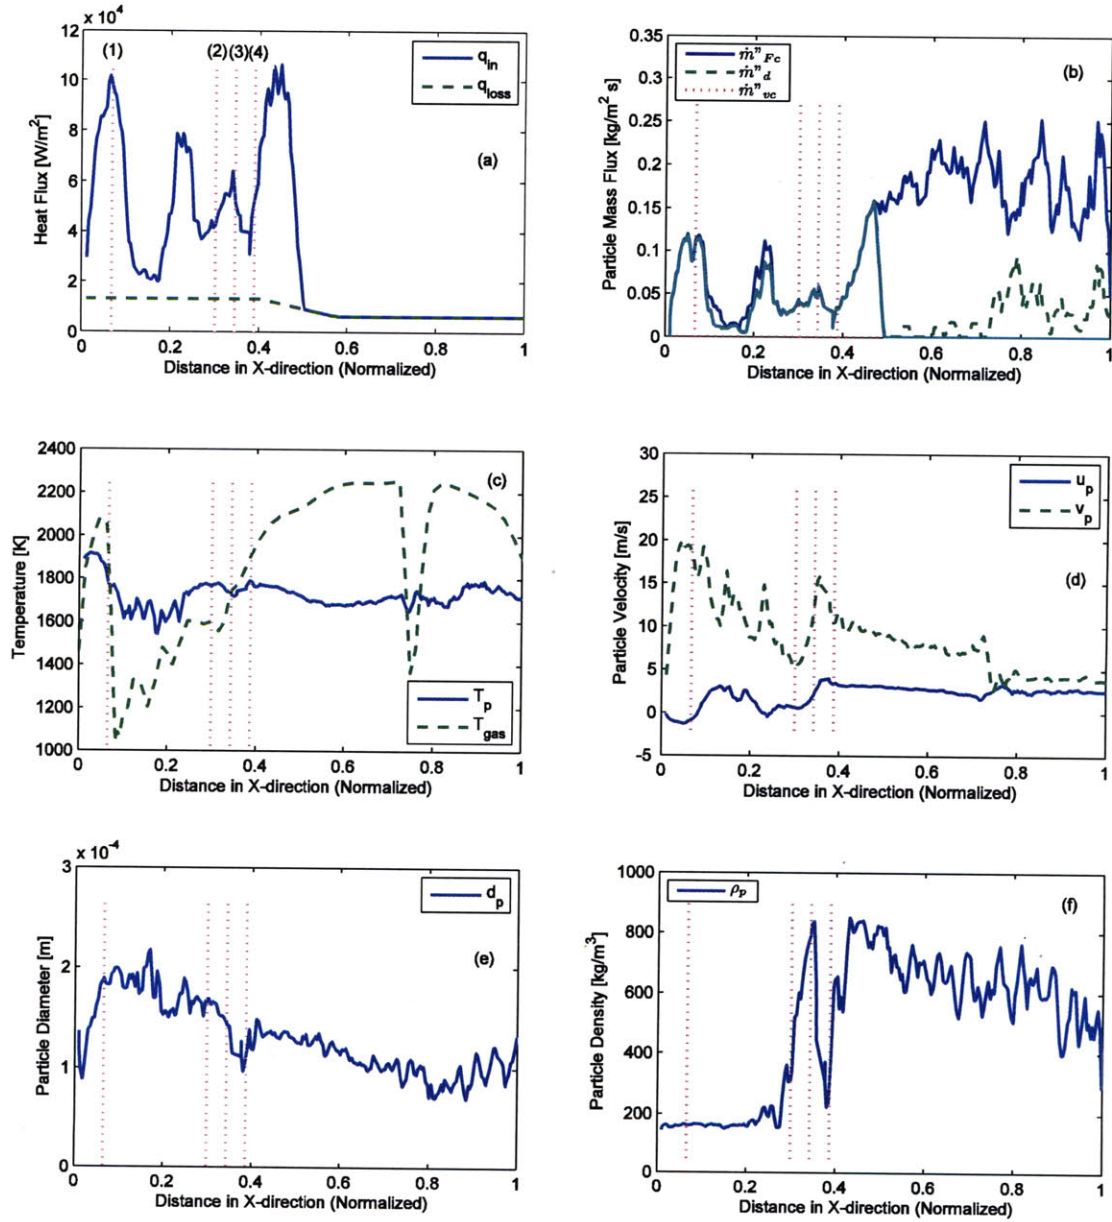 x 10⁴
12
10
8
6
4
2
0
Heat Flux [W/m²]
(1) (2) (3) (4)
q_in
q_loss
(a)
0 0.2 0.4 0.6 0.8 1
Distance in X-direction (Normalized)
0.35
0.3
0.25
0.2
0.15
0.1
0.05
0
Particle Mass Flux [kg/m² s]
ṁ"_Fc
ṁ"_d
ṁ"_vc
(b)
0 0.2 0.4 0.6 0.8 1
Distance in X-direction (Normalized)
2400
2200
2000
1800
1600
1400
1200
1000
Temperature [K]
(c)
T_p
T_gas
0 0.2 0.4 0.6 0.8 1
Distance in X-direction (Normalized)
30
25
20
15
10
5
0
-5
Particle Velocity [m/s]
u_p
v_p
(d)
0 0.2 0.4 0.6 0.8 1
Distance in X-direction (Normalized)
x 10⁻⁴
3
2
1
0
Particle Diameter [m]
d_p
(e)
0 0.2 0.4 0.6 0.8 1
Distance in X-direction (Normalized)
1000
800
600
400
200
0
Particle Density [kg/m³]
ρ_p
(f)
0 0.2 0.4 0.6 0.8 1
Distance in X-direction (Normalized)